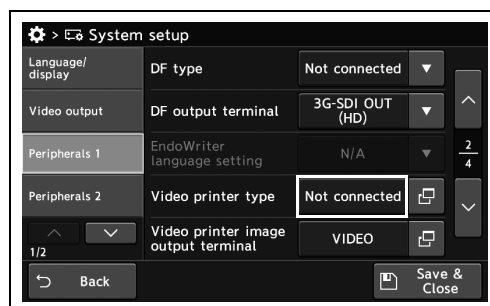 > System setup
Language/
display
DF type
Not connected
Video output
DF output terminal
3G-SDI OUT
(HD)
Peripherals 1
EndoWriter
language setting
N/A
2
4
Peripherals 2
Video printer type
Not connected
Video printer image
output terminal
VIDEO
1/2
Back
Save &
Close